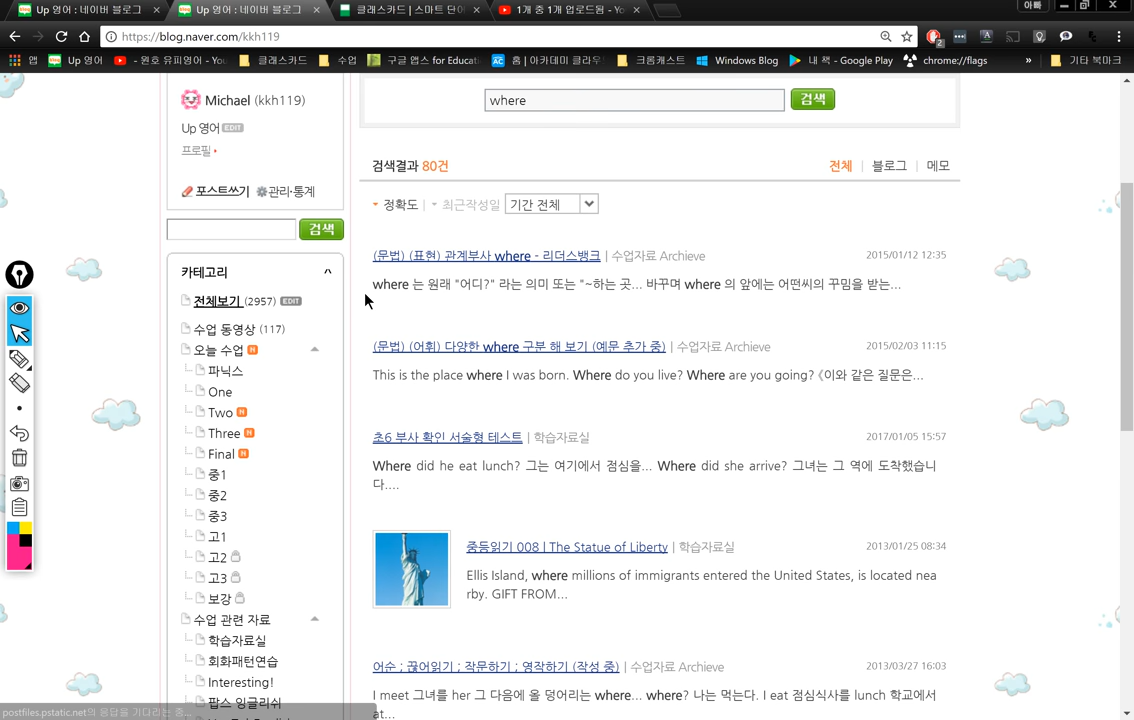 Up 영어 : 네이버 블로그
Up 영어 : 네이버 블로그
클래스카드 | 스마트 단어
1개 중 1개 업로드됨 - Yo
아빠
https://blog.naver.com/kkh119
2
앱
Up 영어
- 원호 유피영어 - You
클래스카드
수업
구글 앱스 for Educati
홈 | 아카데미 클라우드
크롬캐스트
Windows Blog
내 책 - Google Play
chrome://flags
»
기타 북마크
Michael (kkh119)
Up 영어 EDIT
프로필
포스트쓰기 관리·통계
검색
카테고리
전체보기 (2957) EDIT
수업 동영상 (117)
오늘 수업 N
파닉스
One
Two N
Three N
Final N
중1
중2
중3
고1
고2
고3
보강
수업 관련 자료
학습자료실
회화패턴연습
Interesting!
팝스 잉글리쉬
where 검색
검색결과 80건
전체 | 블로그 | 메모
정확도 | 최근작성일 기간 전체
(문법) (표현) 관계부사 where - 리더스뱅크 | 수업자료 Archieve 2015/01/12 12:35
where 는 원래 "어디?" 라는 의미 또는 "~하는 곳... 바꾸며 where 의 앞에는 어떤씨의 꾸밈을 받는...
(문법) (어휘) 다양한 where 구분 해 보기 (예문 추가 중) | 수업자료 Archieve 2015/02/03 11:15
This is the place where I was born. Where do you live? Where are you going? 《이와 같은 질문은...
초6 부사 확인 서술형 테스트 | 학습자료실 2017/01/05 15:57
Where did he eat lunch? 그는 여기에서 점심을... Where did she arrive? 그녀는 그 역에 도착했습니
다....
중등읽기 008 | The Statue of Liberty | 학습자료실 2013/01/25 08:34
Ellis Island, where millions of immigrants entered the United States, is located nea
rby. GIFT FROM...
어순 ; 끊어읽기 ; 작문하기 ; 영작하기 (작성 중) | 수업자료 Archieve 2013/03/27 16:03
I meet 그녀를 her 그 다음에 올 덩어리는 where... where? 나는 먹는다. I eat 점심식사를 lunch 학교에서
at...
postfiles.pstatic.net의 응답을 기다리는 중...